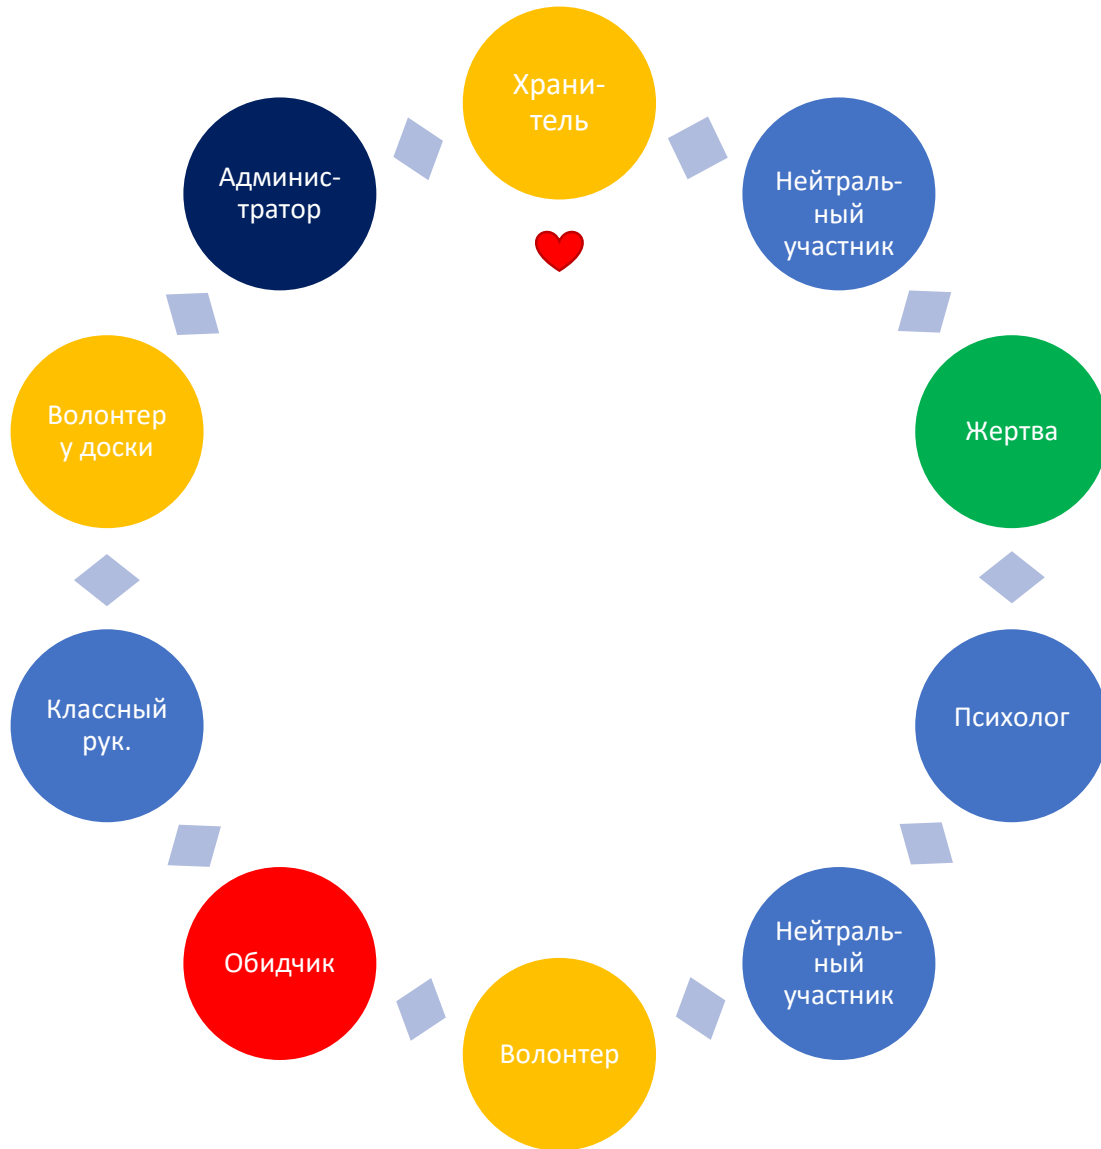 Храни-
тель
Админис-
тратор
Нейтраль-
ный
участник
Волонтер
у доски
Жертва
Классный
рук.
Психолог
Обидчик
Нейтраль-
ный
участник
Волонтер